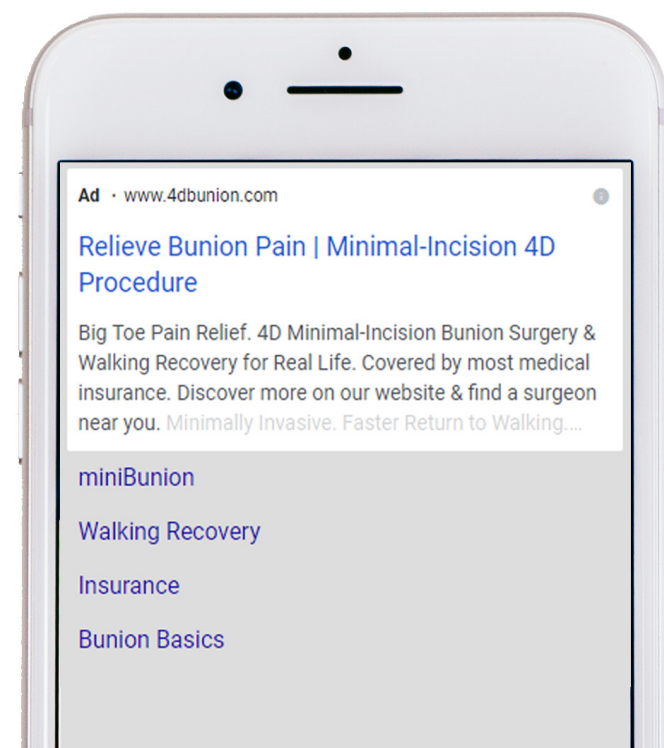 Ad · www.4dbunion.com
Relieve Bunion Pain | Minimal-Incision 4D
Procedure
Big Toe Pain Relief. 4D Minimal-Incision Bunion Surgery &
Walking Recovery for Real Life. Covered by most medical
insurance. Discover more on our website & find a surgeon
near you. Minimally Invasive. Faster Return to Walking....
miniBunion
Walking Recovery
Insurance
Bunion Basics